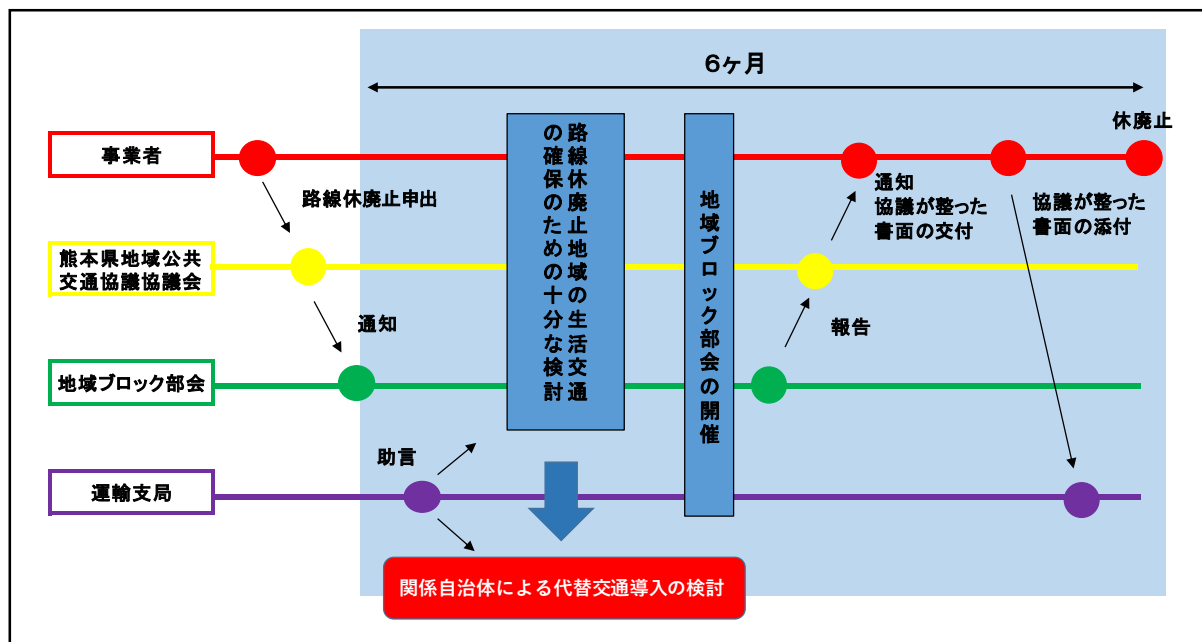 6ヶ月
休廃止
事業者
路線休廃止申出
路線休廃止地域の生活交通
の確保のための十分な検討
地域ブロック部会の開催
通知
協議が整った
書面の交付
協議が整った
書面の添付
熊本県地域公共
交通協議協議会
通知
報告
地域ブロック部会
助言
運輸支局
関係自治体による代替交通導入の検討